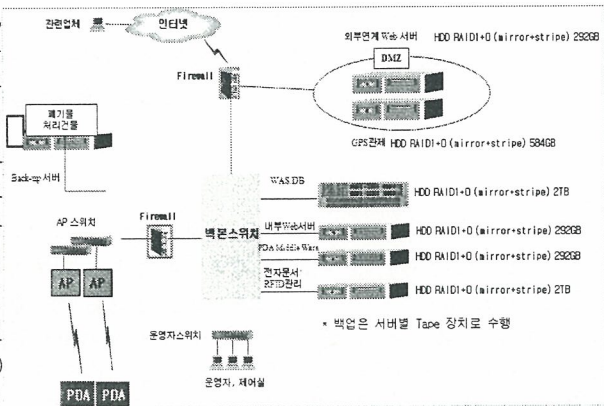 관련업체
인터넷
외부연계 Web 서버 HDD RAID1+0 (mirror+stripe) 292GB
DMZ
Firewall
폐기물
처리건물
GPS관제 HDD RAID1+0 (mirror+stripe) 584GB
Back-up 서버
WAS,DB
HDD RAID1+0 (mirror+stripe) 2TB
AP 스위치
Firewall
백본스위치
내부Web서버
HDD RAID1+0 (mirror+stripe) 292GB
PDA Middle Ware
HDD RAID1+0 (mirror+stripe) 292GB
전자문서·
RFID관리
HDD RAID1+0 (mirror+stripe) 2TB
AP AP
* 백업은 서버별 Tape 장치로 수행
운영자스위치
운영자, 제어실
PDA PDA